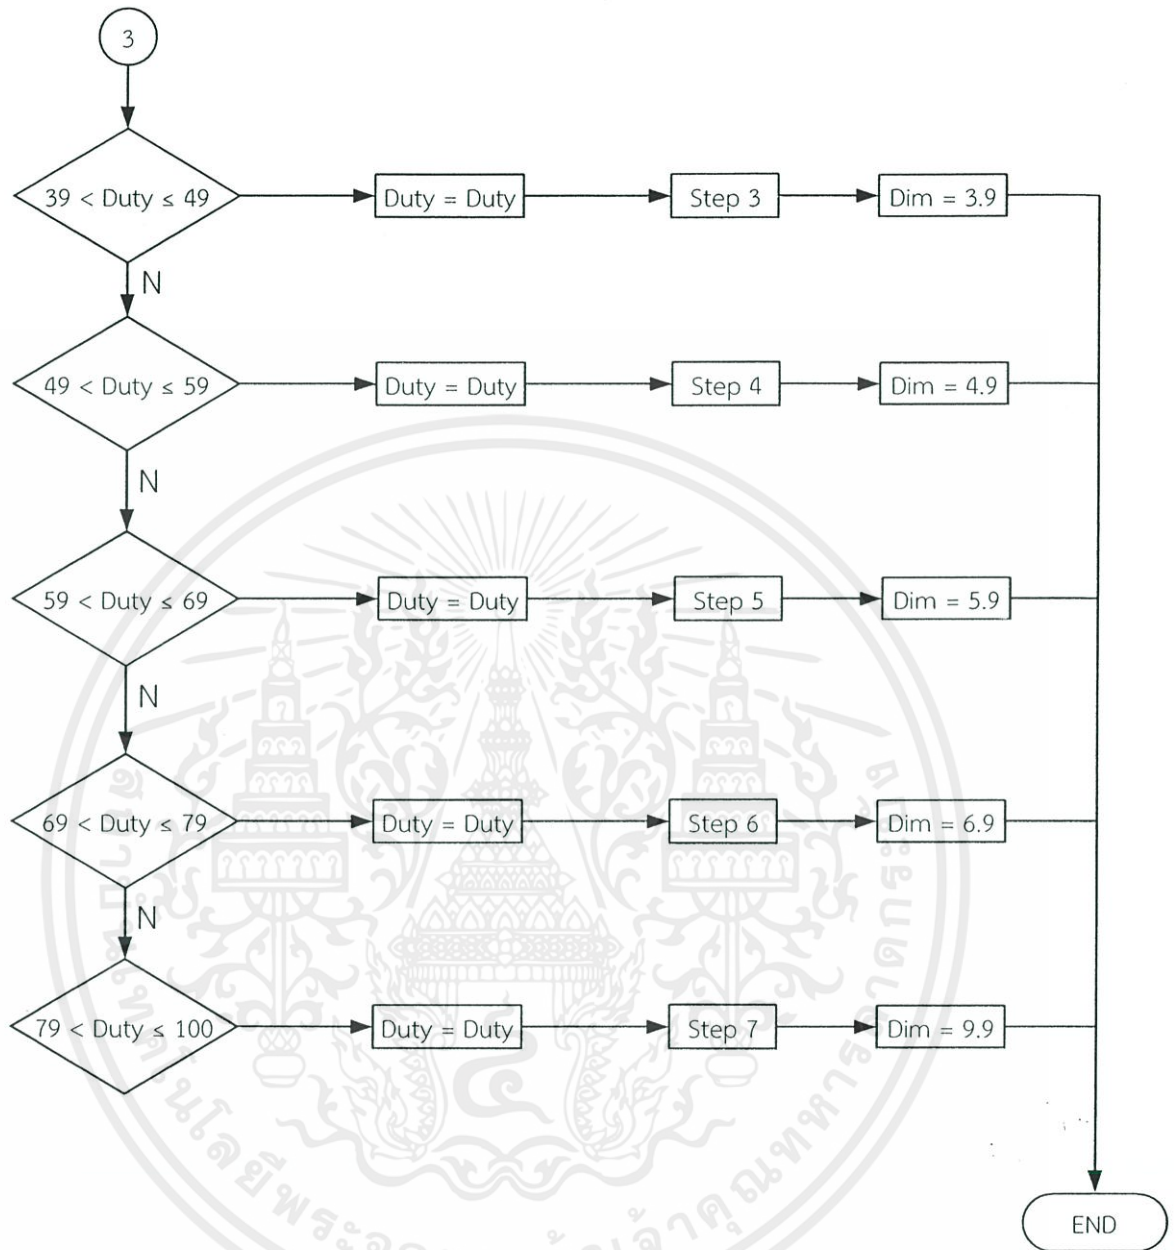 3
39 < Duty ≤ 49
Duty = Duty
Step 3
Dim = 3.9
N
49 < Duty ≤ 59
Duty = Duty
Step 4
Dim = 4.9
N
59 < Duty ≤ 69
Duty = Duty
Step 5
Dim = 5.9
N
69 < Duty ≤ 79
Duty = Duty
Step 6
Dim = 6.9
N
79 < Duty ≤ 100
Duty = Duty
Step 7
Dim = 9.9
END